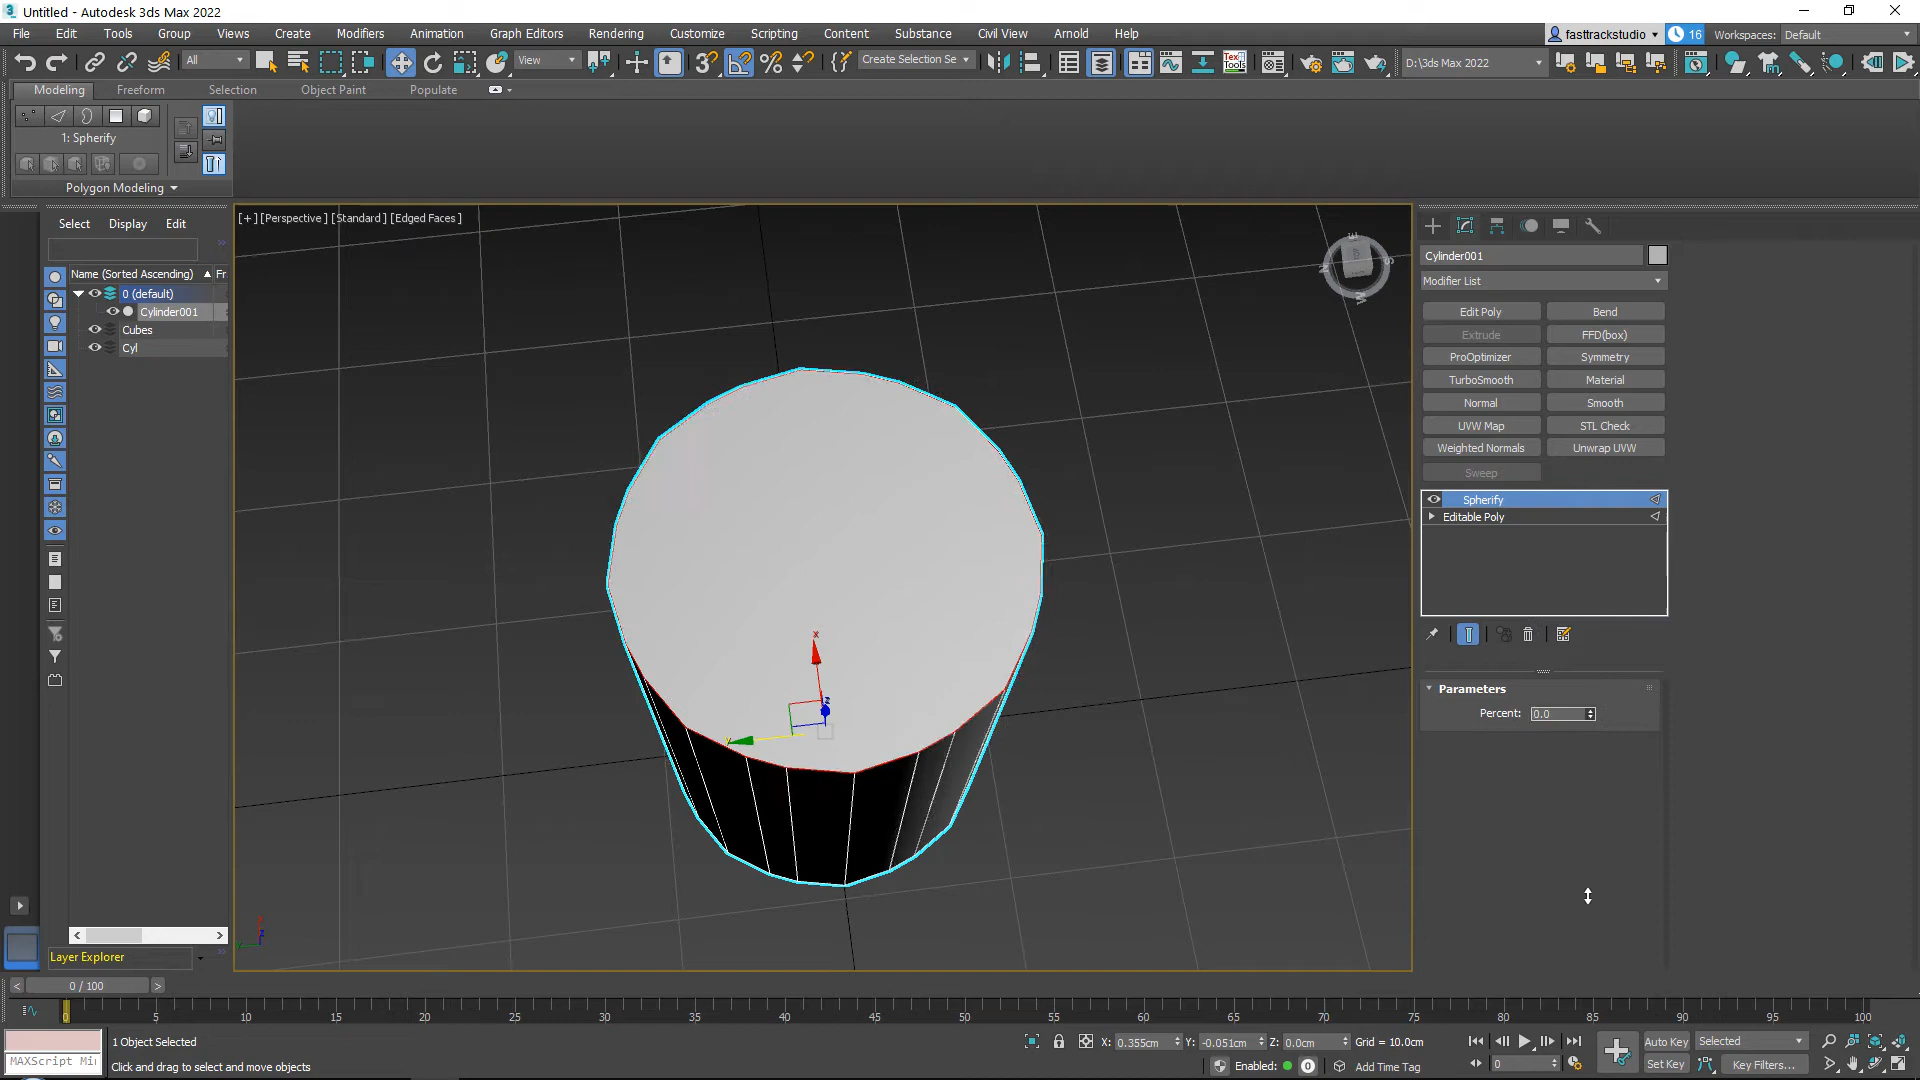 Untitled - Autodesk 3ds Max 2022
File Edit Tools Group Views Create Modifiers Animation Graph Editors Rendering Customize Scripting Content Substance Civil View Arnold Help
fasttrackstudio 16 Workspaces: Default
All View Create Selection Se D:\3ds Max 2022
Modeling Freeform Selection Object Paint Populate
1: Spherify
Polygon Modeling
Select Display Edit
Name (Sorted Ascending) Fr
0 (default)
Cylinder001
Cubes
Cyl
[+] [Perspective ] [Standard ] [Edged Faces ]
Cylinder001
Modifier List
Edit Poly Bend
Extrude FFD(box)
ProOptimizer Symmetry
TurboSmooth Material
Normal Smooth
UVW Map STL Check
Weighted Normals Unwrap UVW
Sweep
Spherify
Editable Poly
Parameters
Percent: 0.0
x
y
z
Layer Explorer
0 / 100
0 5 10 15 20 25 30 35 40 45 50 55 60 65 70 75 80 85 90 95 100
1 Object Selected
X: 0.355cm Y: -0.051cm Z: 0.0cm Grid = 10.0cm
Auto Key Selected
MAXScript Mi
Click and drag to select and move objects
Enabled: 0 Add Time Tag
0
Set Key Key Filters...